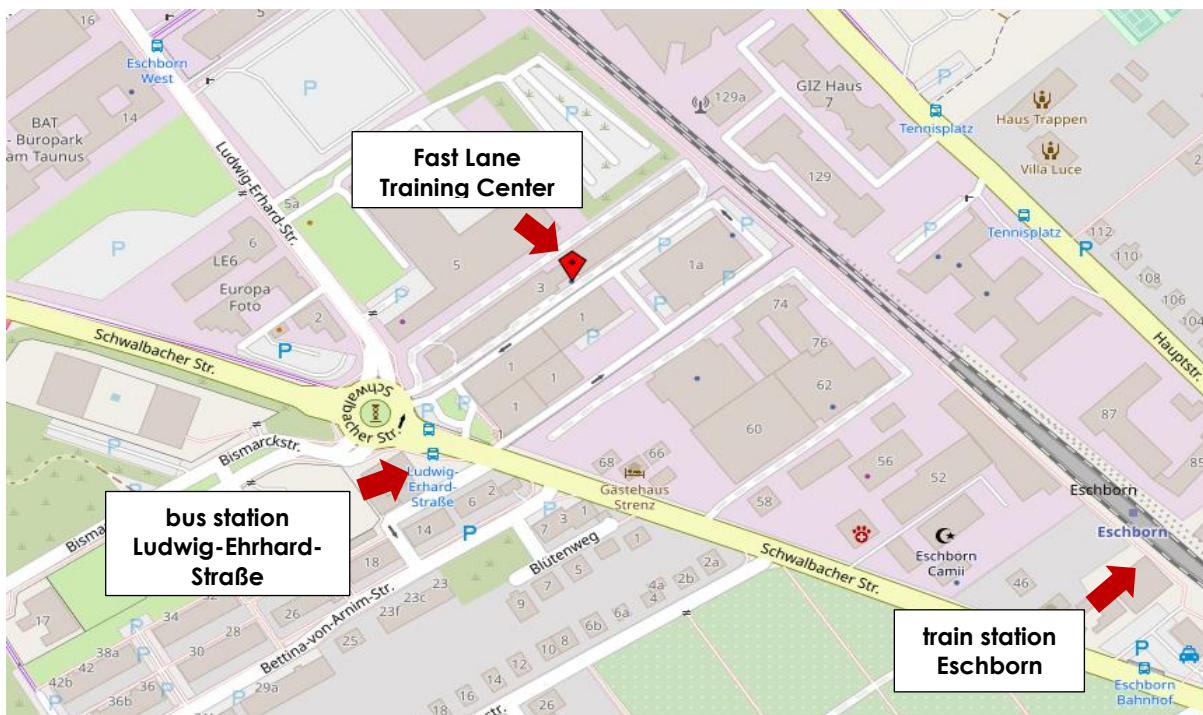 16
5
Eschborn
West
14
BAT
- Büropark
am Taunus
P
Ludwig-Erhard-Str.
5a
P
6
LE6
Europa
Foto
2
P
Fast Lane
Training Center
5
3
P
1
1
1
1
1
1a
P
P
P
P
129a
GIZ Haus
7
129
P
Tennisplatz
Haus Trappen
Villa Luce
Tennisplatz
P
112
110
108
106
104
Hauptstr.
87
85
Schwalbacher Str.
Schwalbacher Str.
P
P
Bismarckstr.
Ludwig-
Erhard-
Straße
bus station
Ludwig-Ehrhard-
Straße
74
76
62
60
56
52
58
68
66
Gästehaus
Strenz
Eschborn
Camii
46
Eschborn
Eschborn
train station
Eschborn
P
Eschborn
Bahnhof
Schwalbacher Str.
Blütenweg
6
2
P
7
3
1
1
14
18
7
5
9
4a
4
2b
2a
6b
6a
8
10
12
14
16
18
Bettina-von-Arnim-Str.
23
23c
23f
25
26
28
30
32
34
36
36b
38a
42
42b
17
29a
P
P
P